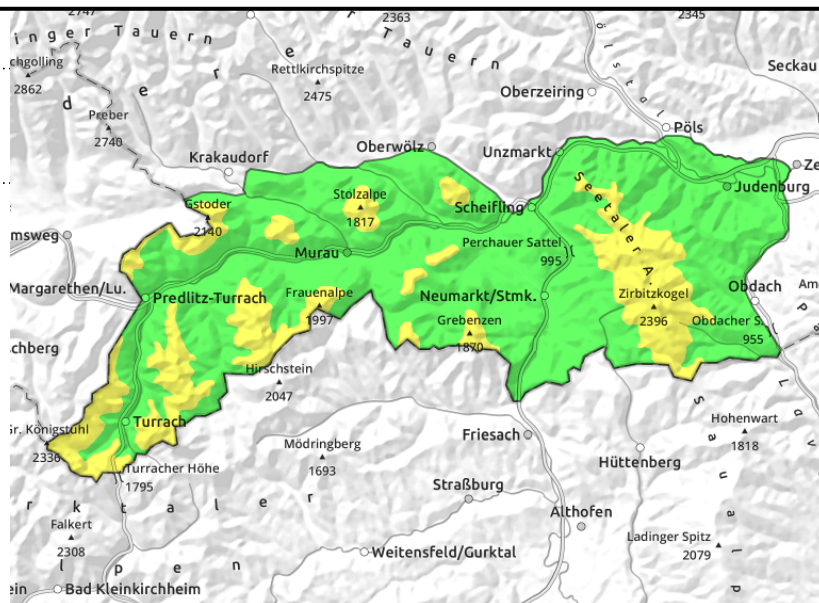 2747
2363
2345
inger Tauern
r Tauern
ölstal
chgolling
2862
Rettlkirchspitze
2475
Seckau
d e r e
Oberzeiring
Preber
2740
Pöls
Krakaudorf
Oberwölz
Unzmarkt
Ze
Stolzalpe
1817
Judenburg
Gstoder
2140
Scheifling
Seetaler A.
msweg
Murau
Perchauer Sattel
995
Margarethen/Lu.
Predlitz-Turrach
Frauenalpe
1997
Neumarkt/Stmk.
Zirbitzkogel
2396
Obdach
Am
Grebenzen
1870
Obdacher S.
955
P a
schberg
Hirschstein
2047
Gr. Königstuhl
2336
Turrach
Friesach
Hohenwart
1818
L a v
Mödringberg
1693
Hüttenberg
Turracher Höhe
1795
Straßburg
r k t a l e r
Althofen
S a u a l p
Falkert
2308
Ladinger Spitz
2079
l p e n
Weitensfeld/Gurktal
ein
Bad Kleinkirchheim